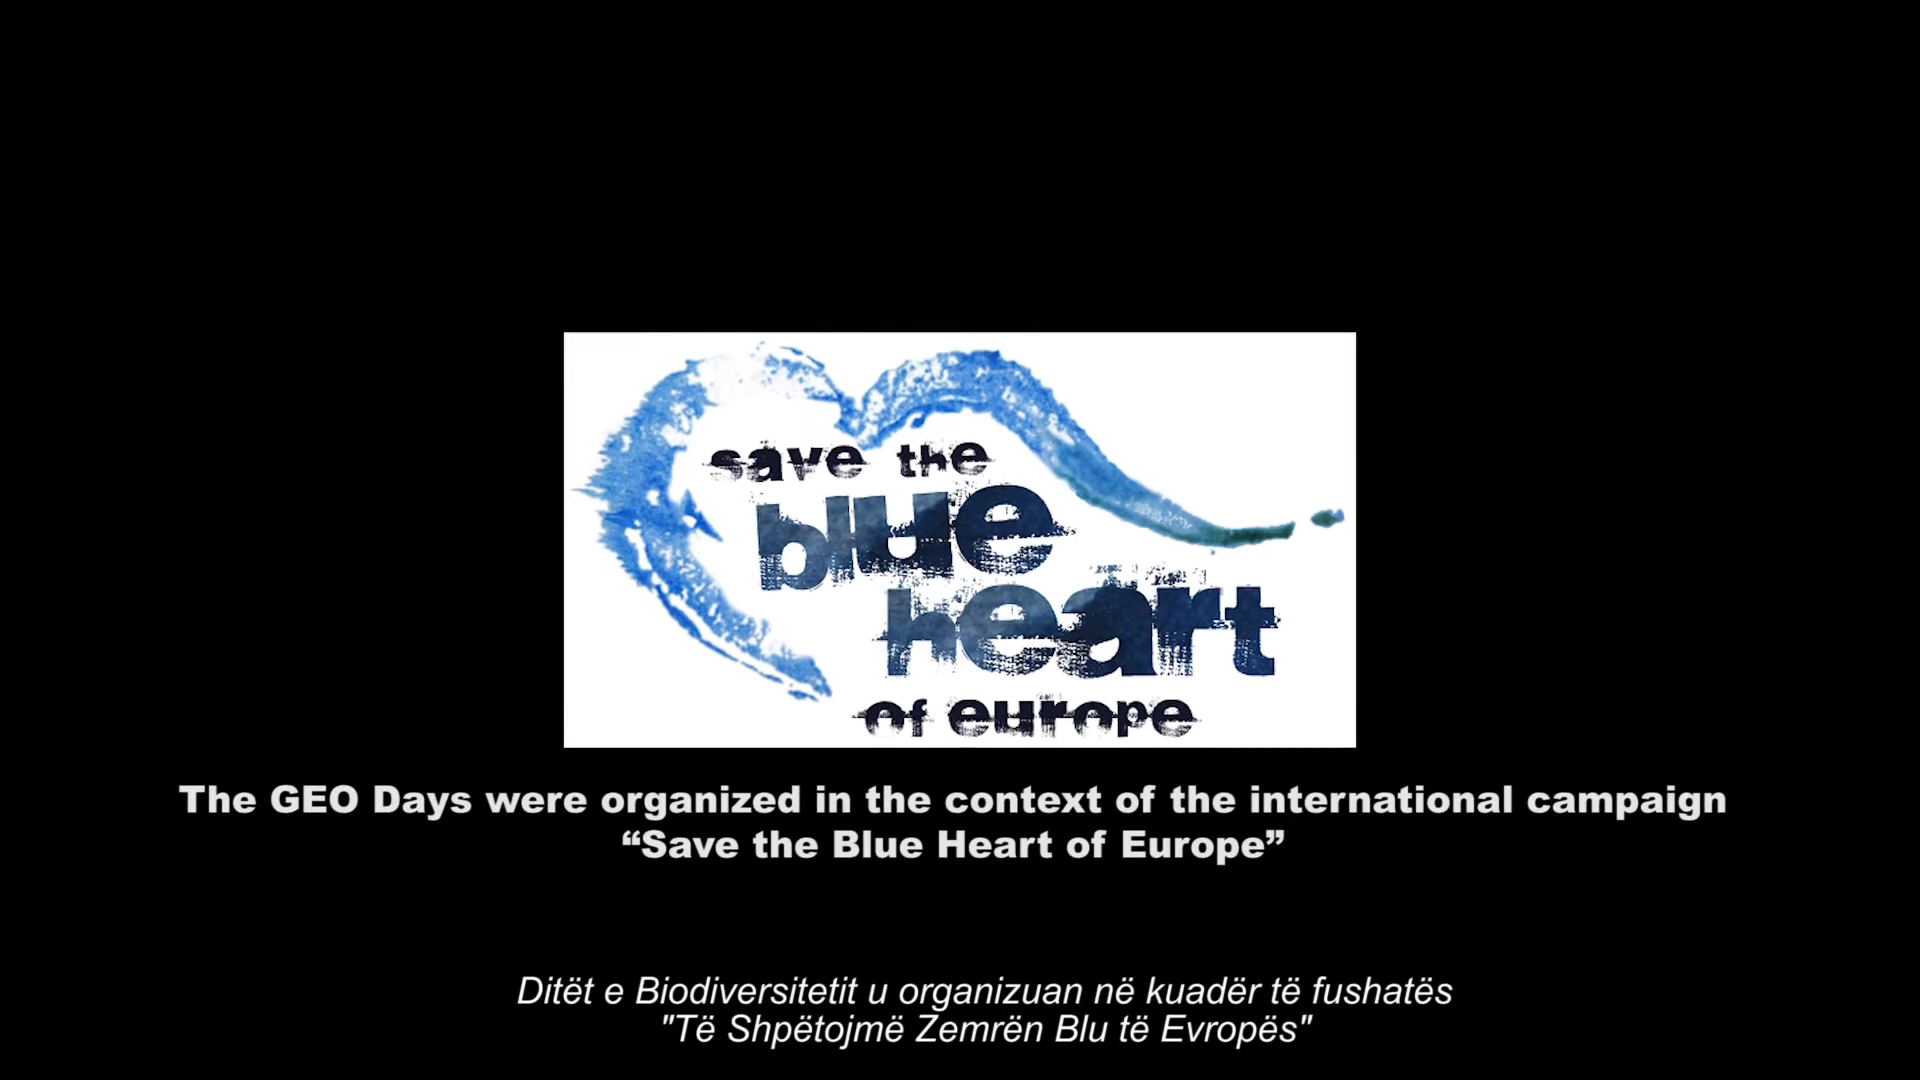 save the
blue
heart
of europe
The GEO Days were organized in the context of the international campaign
“Save the Blue Heart of Europe”
Ditët e Biodiversitetit u organizuan në kuadër të fushatës
"Të Shpëtojmë Zemrën Blu të Evropës"